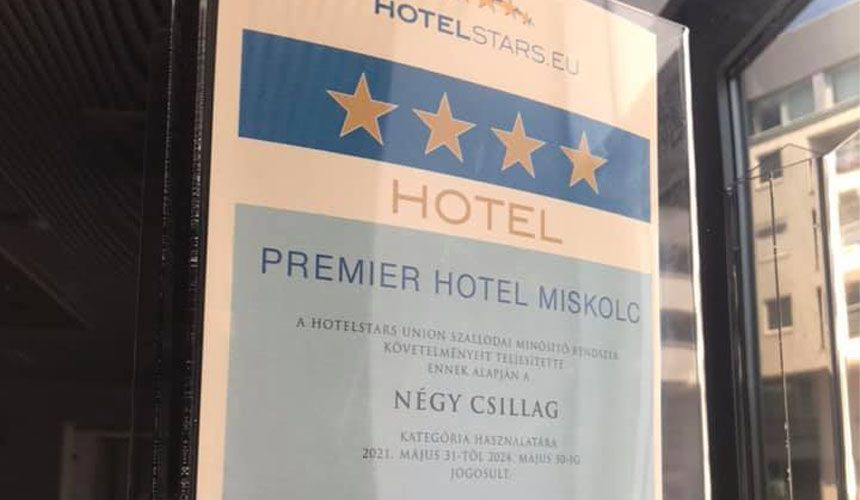 HOTELSTARS.EU
HOTEL
PREMIER HOTEL MISKOLC
A HOTELSTARS UNION SZÁLLODAI MINŐSÍTŐ RENDSZER
KÖVETELMÉNYEIT TELJESÍTETTE
ENNEK ALAPJÁN A
NÉGY CSILLAG
KATEGÓRIA HASZNÁLATÁRA
2021. MÁJUS 31-TŐL 2024. MÁJUS 30-IG
JOGOSULT.